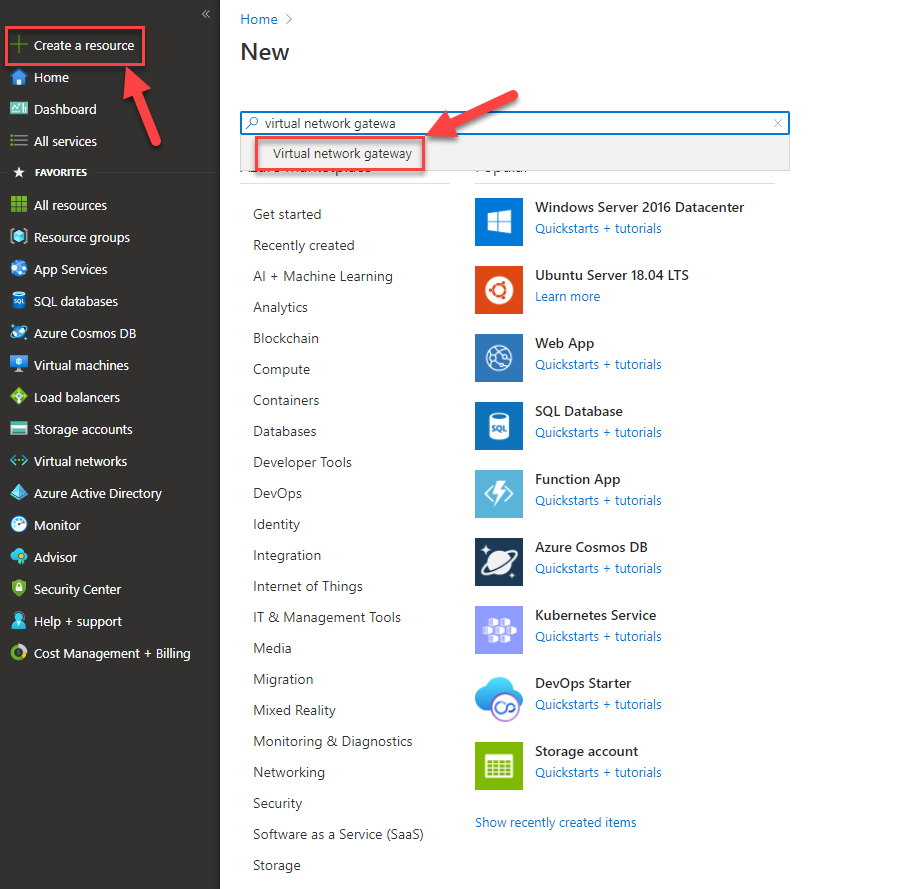 «
Create a resource
Home
Dashboard
All services
FAVORITES
All resources
Resource groups
App Services
SQL databases
Azure Cosmos DB
Virtual machines
Load balancers
Storage accounts
Virtual networks
Azure Active Directory
Monitor
Advisor
Security Center
Help + support
Cost Management + Billing
Home >
New
virtual network gatewa
Virtual network gateway
Get started
Recently created
AI + Machine Learning
Analytics
Blockchain
Compute
Containers
Databases
Developer Tools
DevOps
Identity
Integration
Internet of Things
IT & Management Tools
Media
Migration
Mixed Reality
Monitoring & Diagnostics
Networking
Security
Software as a Service (SaaS)
Storage
Popular
Windows Server 2016 Datacenter
Quickstarts + tutorials
Ubuntu Server 18.04 LTS
Learn more
Web App
Quickstarts + tutorials
SQL
SQL Database
Quickstarts + tutorials
Function App
Quickstarts + tutorials
Azure Cosmos DB
Quickstarts + tutorials
Kubernetes Service
Quickstarts + tutorials
DevOps Starter
Quickstarts + tutorials
Storage account
Quickstarts + tutorials
Show recently created items